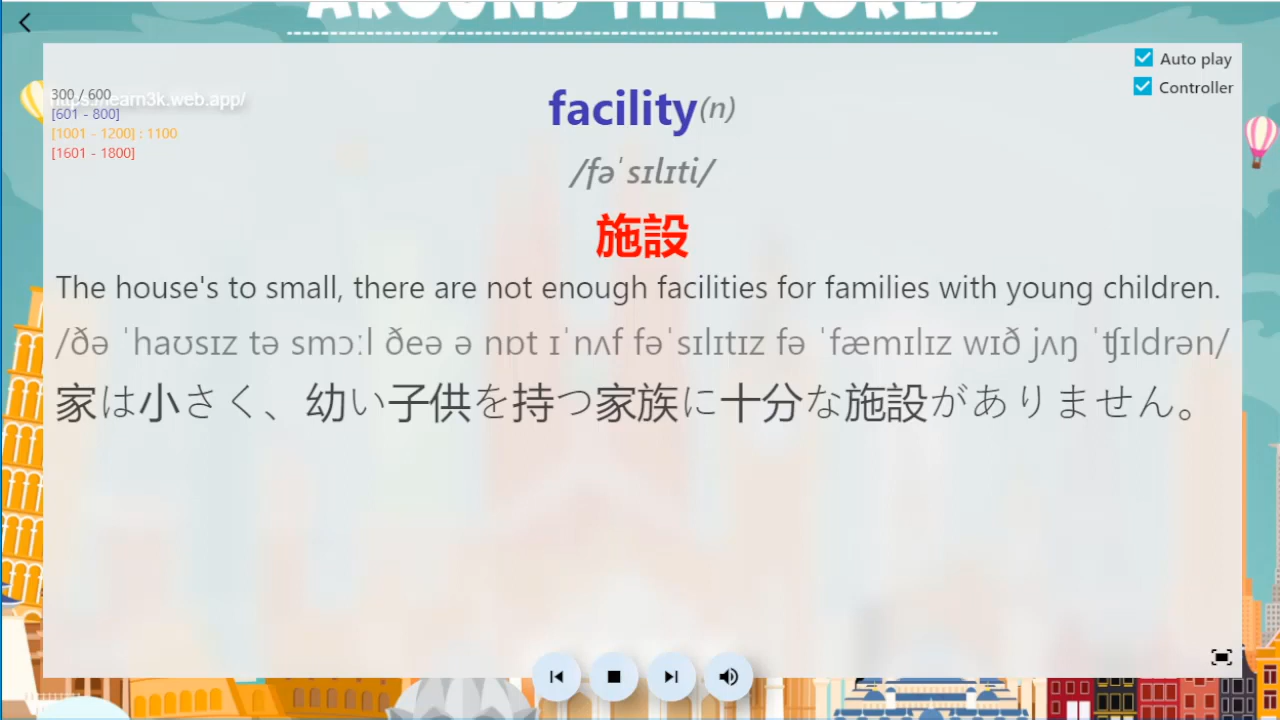 AROUND THE WORLD
Auto play
Controller
300 / 600
https://learn3k.web.app/
[601 - 800]
[1001 - 1200] : 1100
[1601 - 1800]
facility(n)
/fəˈsɪlɪti/
施設
The house's to small, there are not enough facilities for families with young children.
/ðə ˈhaʊsɪz tə smɔːl ðeə ə nɒt ɪˈnʌf fəˈsɪlɪtɪz fə ˈfæmɪlɪz wɪð jʌŋ ˈʧɪldrən/
家は小さく、幼い子供を持つ家族に十分な施設がありません。